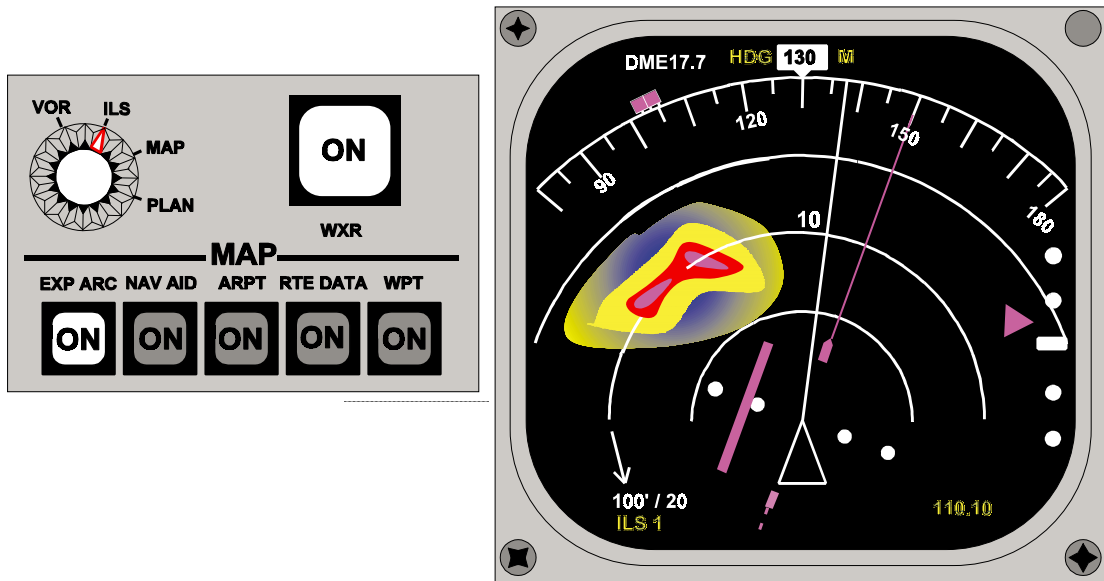 VOR
ILS
MAP
PLAN
ON
WXR
MAP
EXP ARC NAV AID ARPT RTE DATA WPT
ON ON ON ON ON
DME17.7 HDG 130 M
90
120
150
180
10
100' / 20
ILS 1
110.10